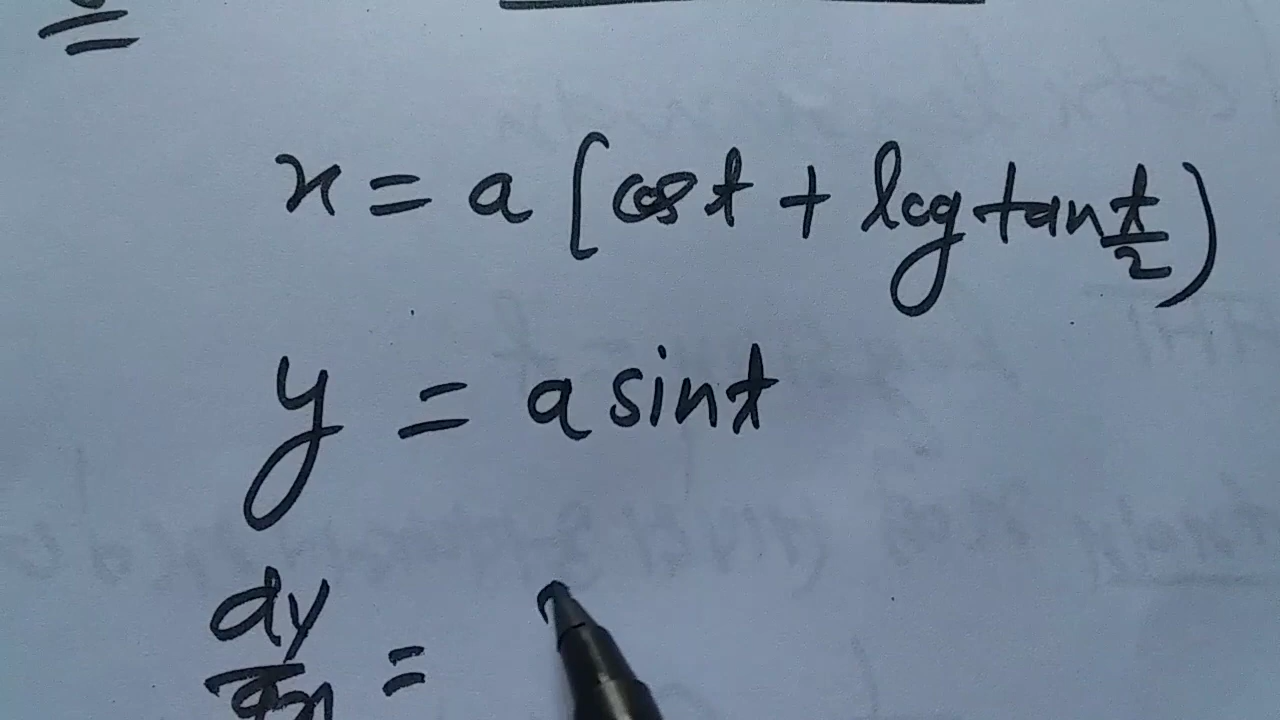 x = a [cos t + log tan t/2)
y = a sin t
dy/dx =